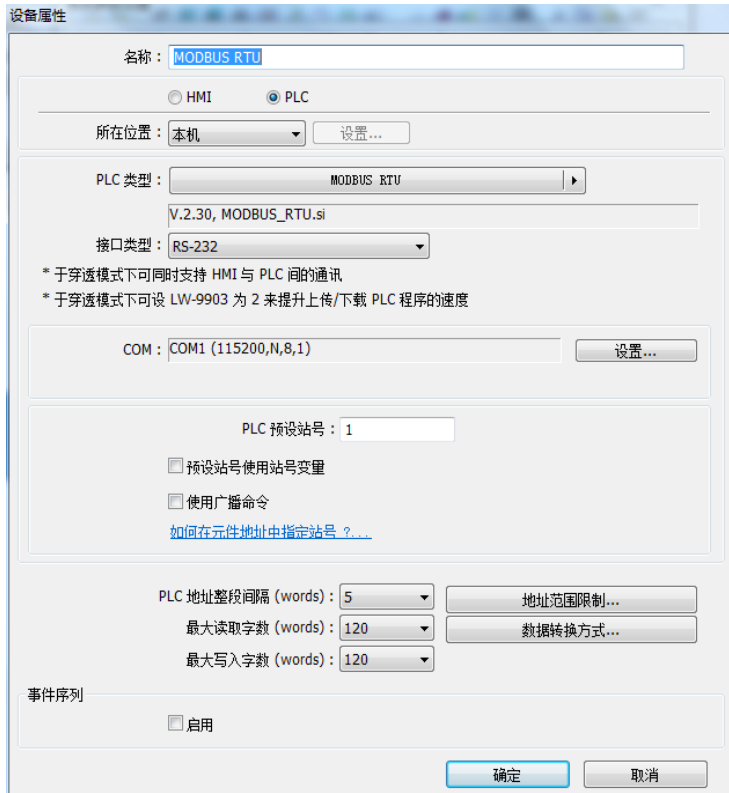 设备属性
名称： MODBUS RTU
HMI PLC
所在位置： 本机 设置...
PLC 类型： MODBUS RTU
V.2.30, MODBUS_RTU.si
接口类型： RS-232
* 于穿透模式下可同时支持 HMI 与 PLC 间的通讯
* 于穿透模式下可设 LW-9903 为 2 来提升上传/下载 PLC 程序的速度
COM： COM1 (115200,N,8,1) 设置...
PLC 预设站号： 1
预设站号使用站号变量
使用广播命令
如何在元件地址中指定站号 ?...
PLC 地址整段间隔 (words)： 5 地址范围限制...
最大读取字数 (words)： 120 数据转换方式...
最大写入字数 (words)： 120
事件序列
启用
确定 取消